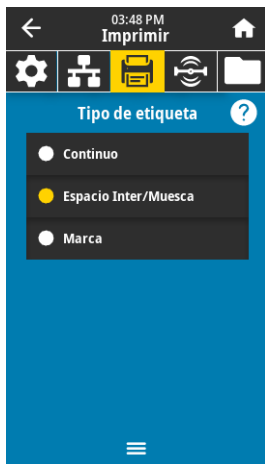 03:48 PM
Imprimir
Tipo de etiqueta
?
Continuo
Espacio Inter/Muesca
Marca